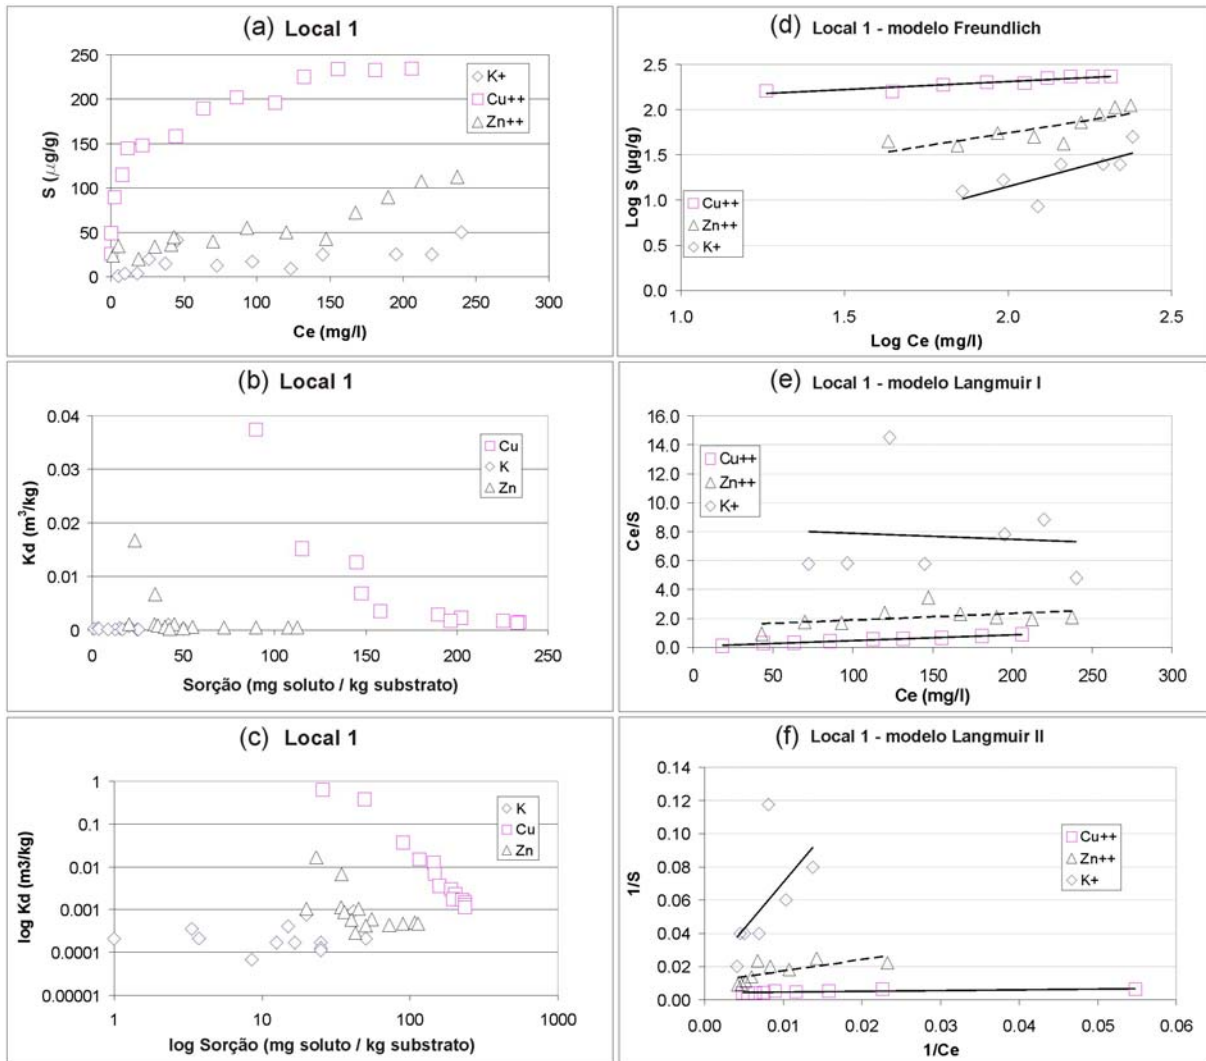 (a) Local 1
250
200
150
100
50
0
S (µg/g)
K+
Cu++
Zn++
0 50 100 150 200 250 300
Ce (mg/l)
(d) Local 1 - modelo Freundlich
2.5
2.0
1.5
1.0
0.5
0.0
Log S (µg/g)
Cu++
Zn++
K+
1.0 1.5 2.0 2.5
Log Ce (mg/l)
(b) Local 1
0.04
0.03
0.02
0.01
0
Kd (m³/kg)
Cu
K
Zn
0 50 100 150 200 250
Sorção (mg soluto / kg substrato)
(e) Local 1 - modelo Langmuir I
16.0
14.0
12.0
10.0
8.0
6.0
4.0
2.0
0.0
Ce/S
Cu++
Zn++
K+
0 50 100 150 200 250 300
Ce (mg/l)
(c) Local 1
1
0.1
0.01
0.001
0.0001
0.00001
log Kd (m3/kg)
K
Cu
Zn
1 10 100 1000
log Sorção (mg soluto / kg substrato)
(f) Local 1 - modelo Langmuir II
0.14
0.12
0.10
0.08
0.06
0.04
0.02
0.00
1/S
Cu++
Zn++
K+
0.00 0.01 0.02 0.03 0.04 0.05 0.06
1/Ce